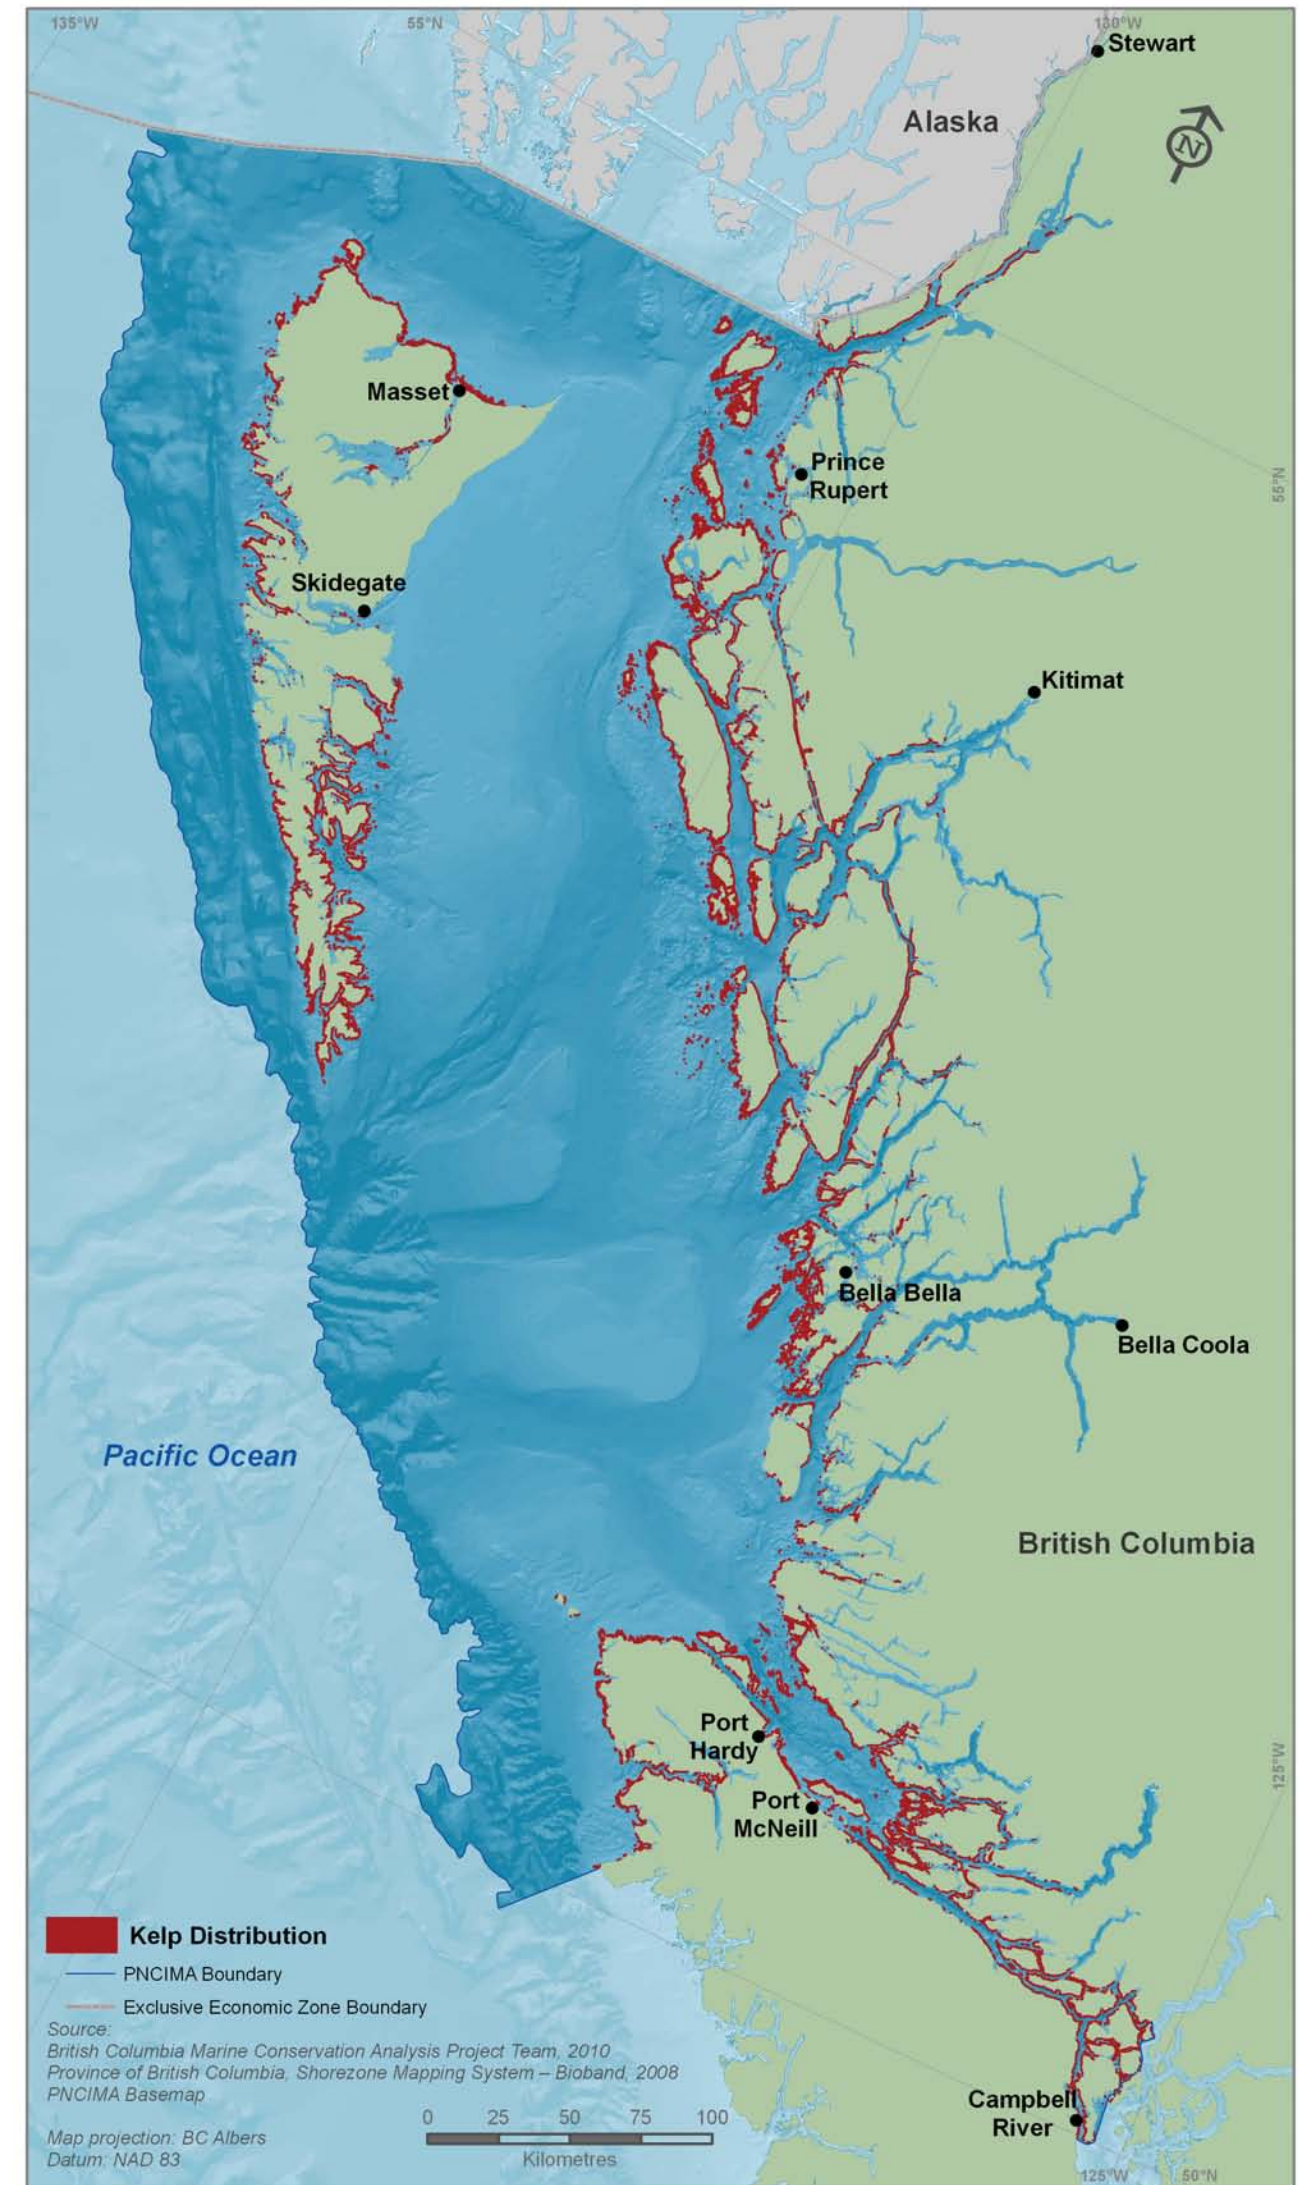 135°W
55°N
130°W
Stewart
Alaska
N
Masset
Prince
Rupert
55°N
Skidegate
Kitimat
Bella Bella
Bella Coola
Pacific Ocean
British Columbia
Port
Hardy
125°W
Port
McNeill
Kelp Distribution
PNCIMA Boundary
Exclusive Economic Zone Boundary
Source:
British Columbia Marine Conservation Analysis Project Team, 2010
Province of British Columbia, Shorezone Mapping System – Bioband, 2008
PNCIMA Basemap
Map projection: BC Albers
Datum: NAD 83
0 25 50 75 100
Kilometres
Campbell
River
125°W
50°N